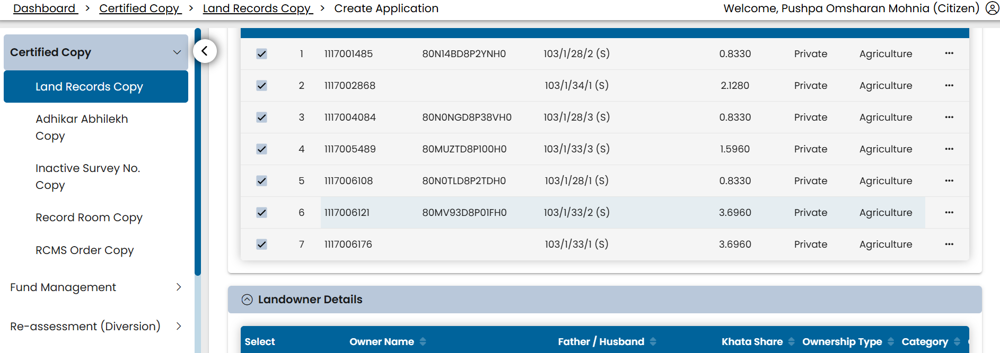 Dashboard > Certified Copy > Land Records Copy > Create Application
Welcome, Pushpa Omsharan Mohnia (Citizen)
Certified Copy
Land Records Copy
Adhikar Abhilekh
Copy
Inactive Survey No.
Copy
Record Room Copy
RCMS Order Copy
Fund Management
Re-assessment (Diversion)
1 1117001485 80N14BD8P2YNH0 103/1/28/2 (S) 0.8330 Private Agriculture ...
2 1117002868 103/1/34/1 (S) 2.1280 Private Agriculture ...
3 1117004084 80N0NGD8P38VH0 103/1/28/3 (S) 0.8330 Private Agriculture ...
4 1117005489 80MUZTD8P100H0 103/1/33/3 (S) 1.5960 Private Agriculture ...
5 1117006108 80N0TLD8P2TDH0 103/1/28/1 (S) 0.8330 Private Agriculture ...
6 1117006121 80MV93D8P01FH0 103/1/33/2 (S) 3.6960 Private Agriculture ...
7 1117006176 103/1/33/1 (S) 3.6960 Private Agriculture ...
Landowner Details
Select Owner Name Father / Husband Khata Share Ownership Type Category